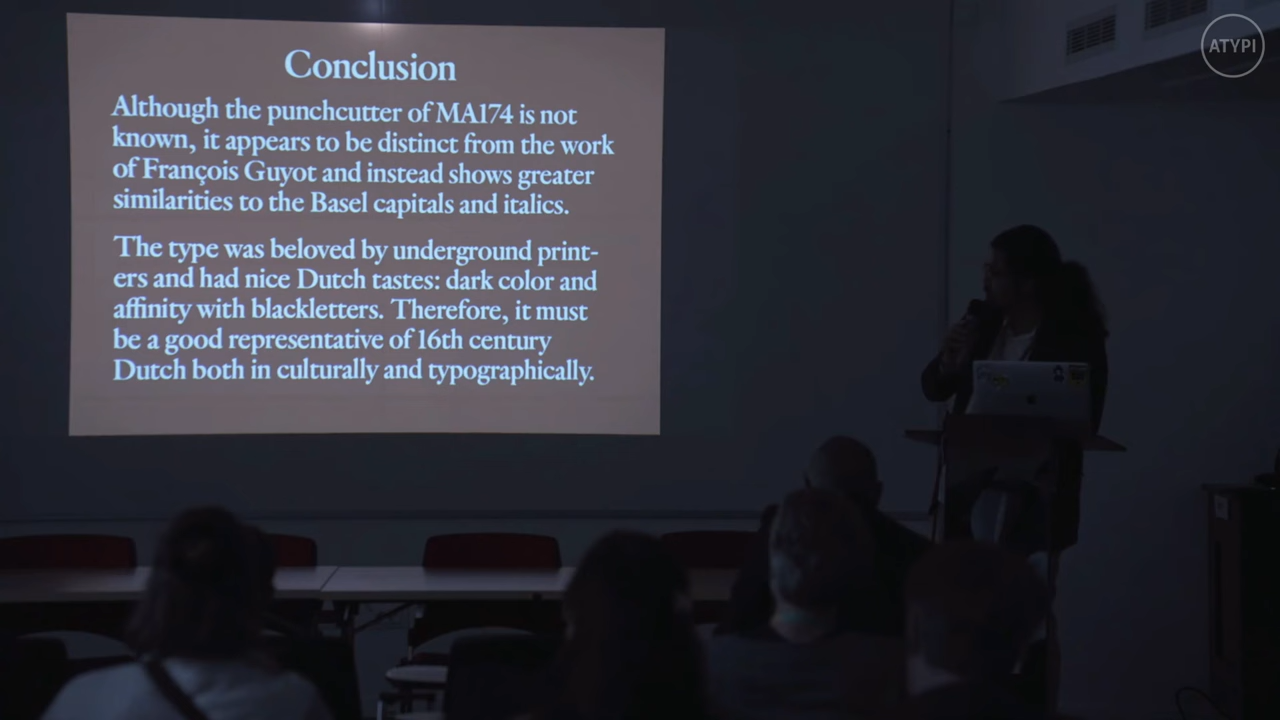 ATYPI
Conclusion
Although the punchcutter of MA174 is not
known, it appears to be distinct from the work
of François Guyot and instead shows greater
similarities to the Basel capitals and italics.
The type was beloved by underground print-
ers and had nice Dutch tastes: dark color and
affinity with blackletters. Therefore, it must
be a good representative of 16th century
Dutch both in culturally and typographically.